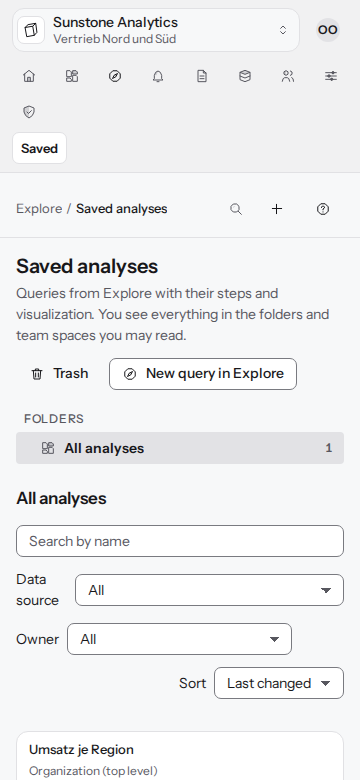 Sunstone Analytics
Vertrieb Nord und Süd
OO
Saved
Explore / Saved analyses
Saved analyses
Queries from Explore with their steps and
visualization. You see everything in the folders and
team spaces you may read.
Trash
New query in Explore
FOLDERS
All analyses 1
All analyses
Search by name
Data source All
Owner All
Sort Last changed
Umsatz je Region
Organization (top level)